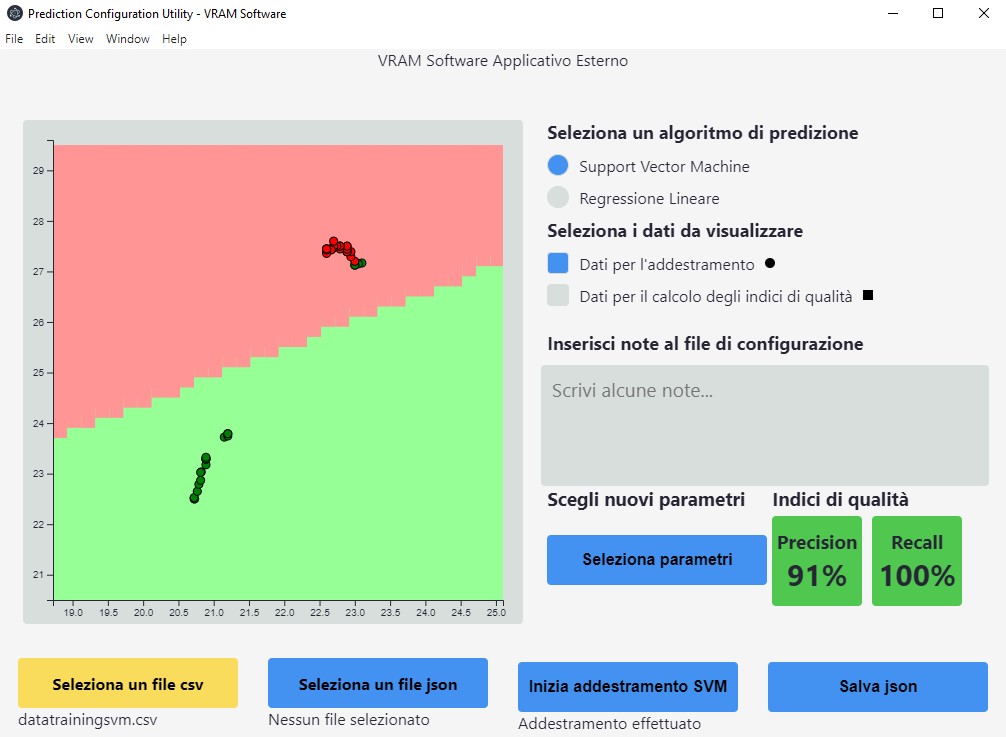 Prediction Configuration Utility - VRAM Software
File Edit View Window Help
VRAM Software Applicativo Esterno
29
28
27
26
25
24
23
22
21
19.0 19.5 20.0 20.5 21.0 21.5 22.0 22.5 23.0 23.5 24.0 24.5 25.0
Seleziona un algoritmo di predizione
Support Vector Machine
Regressione Lineare
Seleziona i dati da visualizzare
Dati per l'addestramento
Dati per il calcolo degli indici di qualità
Inserisci note al file di configurazione
Scrivi alcune note...
Scegli nuovi parametri
Seleziona parametri
Indici di qualità
Precision
91%
Recall
100%
Seleziona un file csv
datatrainingsvm.csv
Seleziona un file json
Nessun file selezionato
Inizia addestramento SVM
Addestramento effettuato
Salva json